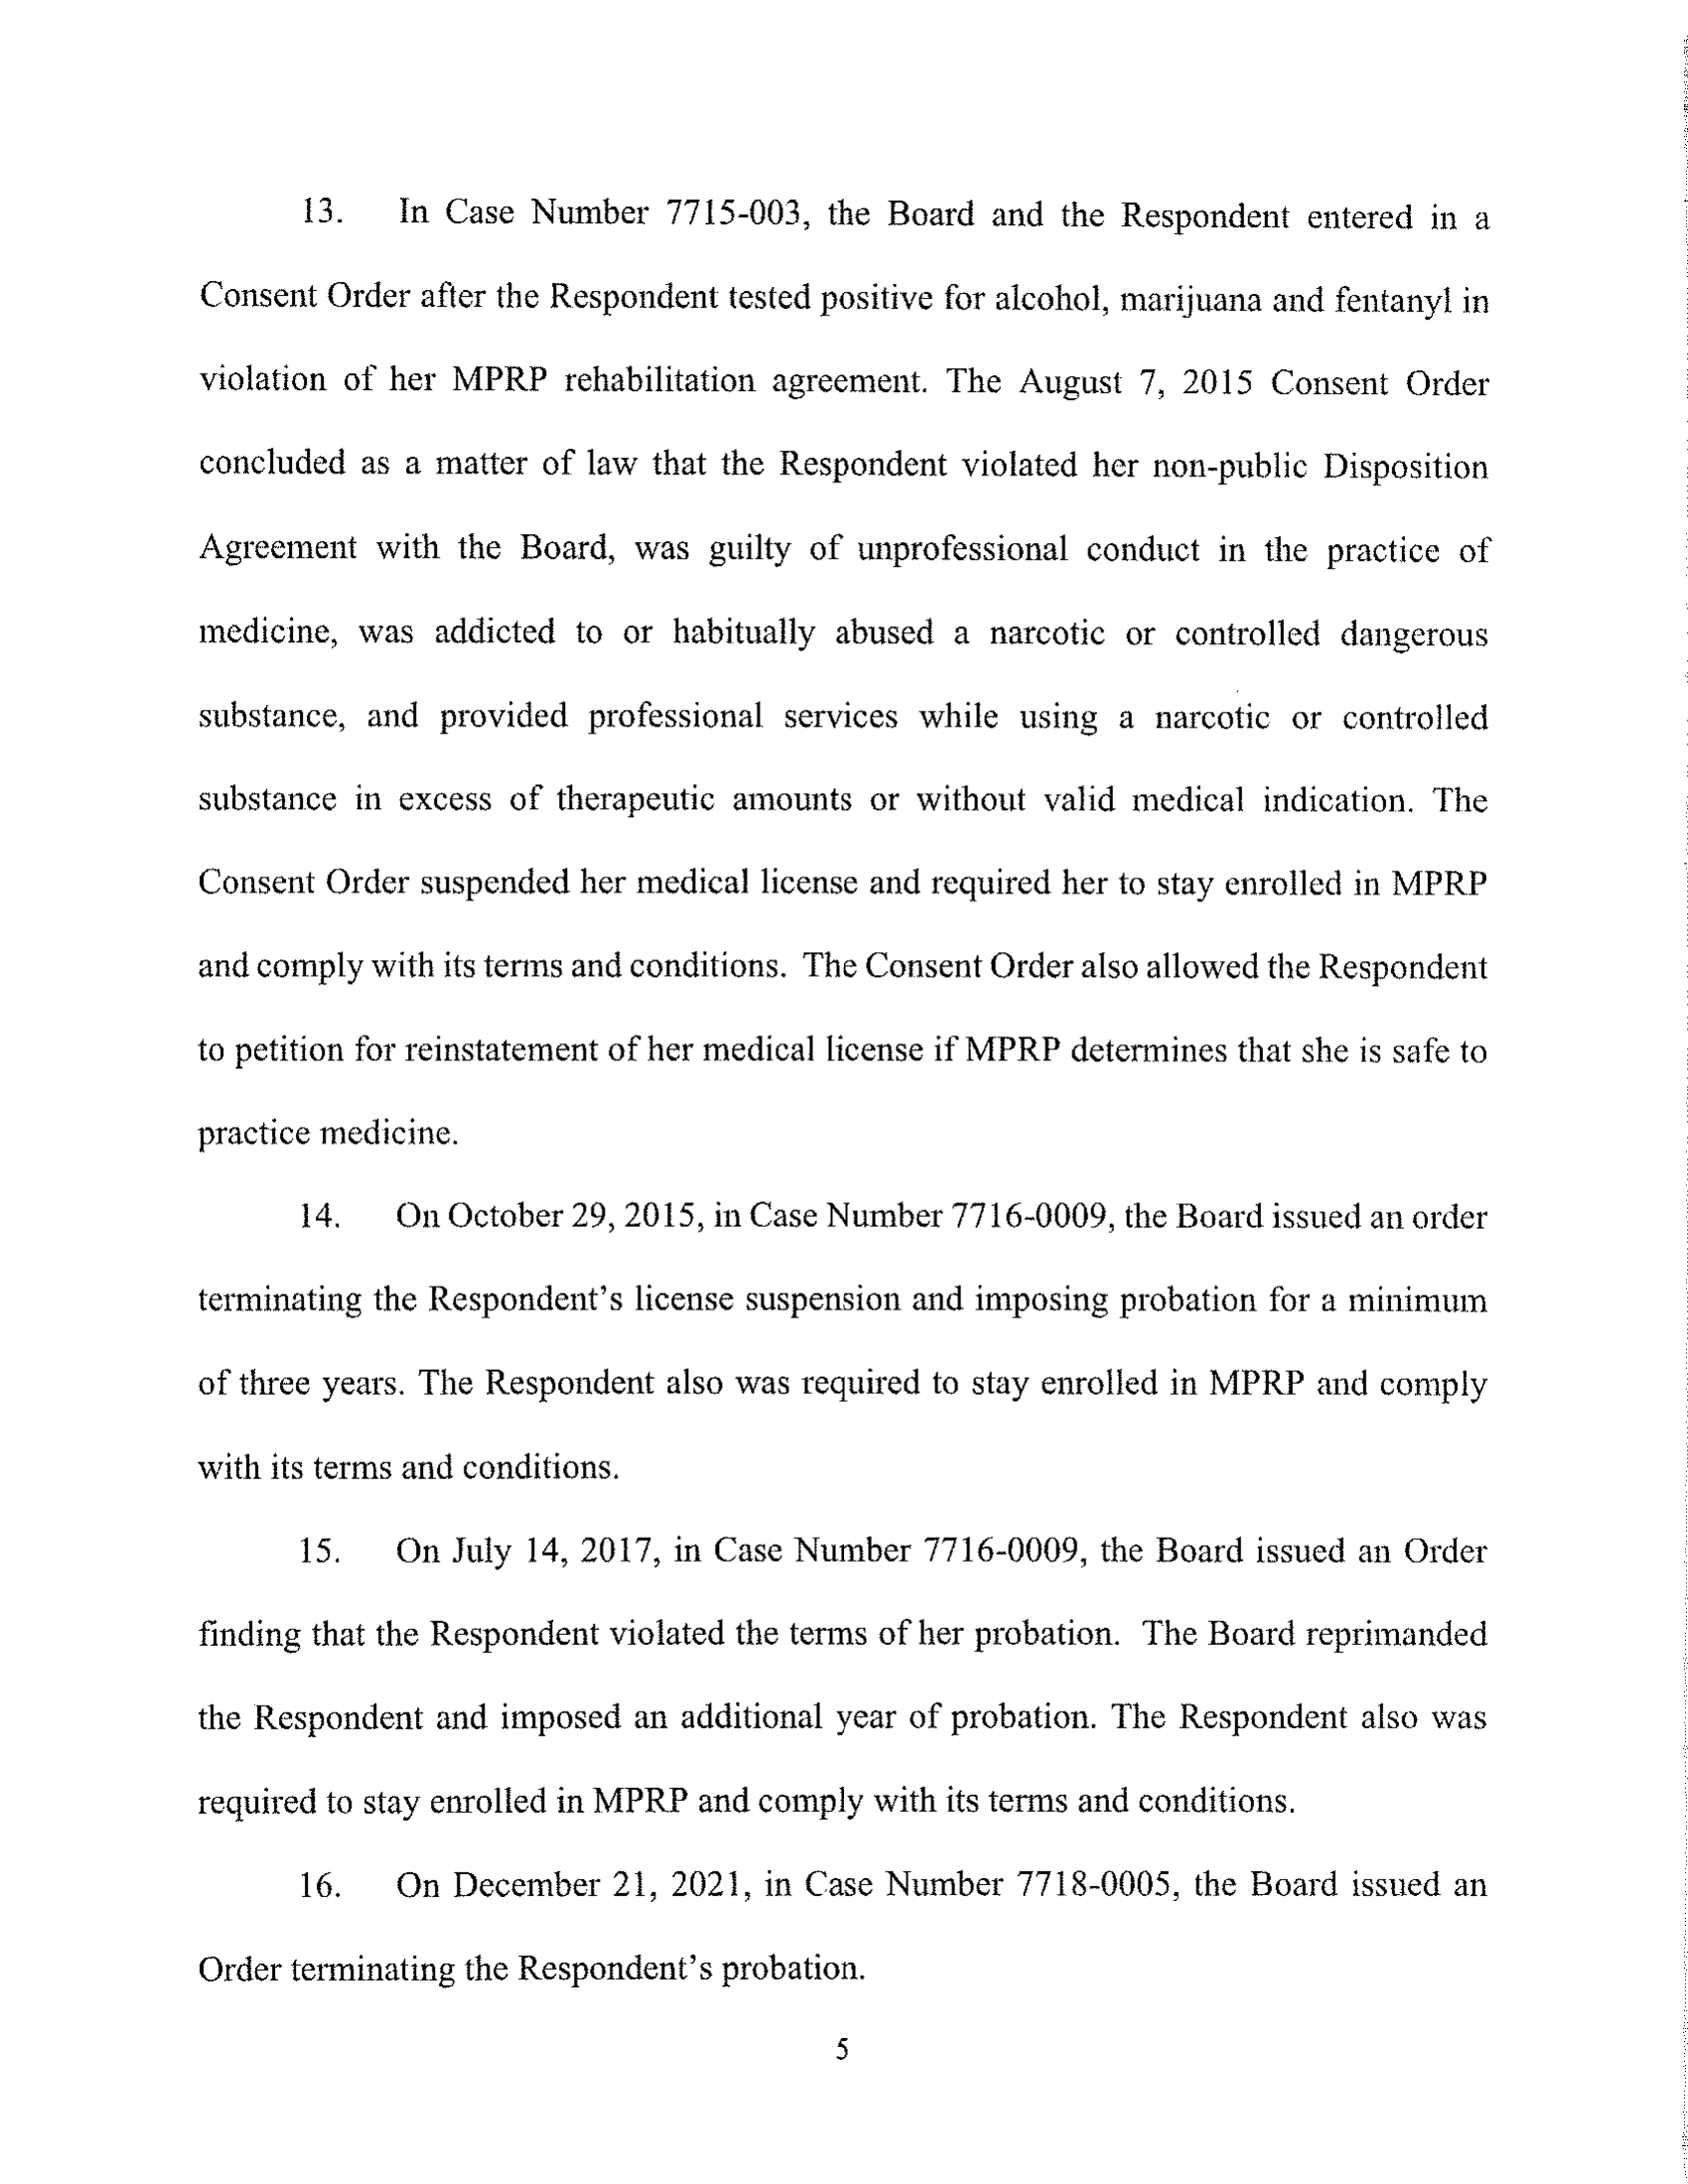 13. In Case Number 7715-003, the Board and the Respondent entered in a
Consent Order after the Respondent tested positive for alcohol, marijuana and fentanyl in
violation of her MPRP rehabilitation agreement. The August 7, 2015 Consent Order
concluded as a matter of law that the Respondent violated her non-public Disposition
Agreement with the Board, was guilty of unprofessional conduct in the practice of
medicine, was addicted to or habitually abused a narcotic or controlled dangerous
substance, and provided professional services while using a narcotic or controlled
substance in excess of therapeutic amounts or without valid medical indication. The
Consent Order suspended her medical license and required her to stay enrolled in MPRP
and comply with its terms and conditions. The Consent Order also allowed the Respondent
to petition for reinstatement of her medical license if MPRP determines that she is safe to
practice medicine.
14. On October 29, 2015, in Case Number 7716-0009, the Board issued an order
terminating the Respondent's license suspension and imposing probation for a minimum
of three years. The Respondent also was required to stay enrolled in MPRP and comply
with its terms and conditions.
15. On July 14, 2017, in Case Number 7716-0009, the Board issued an Order
finding that the Respondent violated the terms of her probation. The Board reprimanded
the Respondent and imposed an additional year of probation. The Respondent also was
required to stay enrolled in MPRP and comply with its terms and conditions.
16. On December 21, 2021, in Case Number 7718-0005, the Board issued an
Order terminating the Respondent's probation.
5